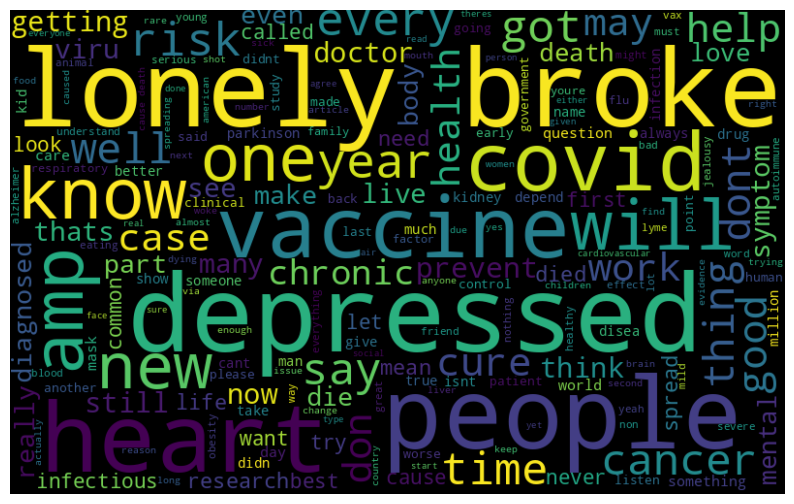 getting
risk
every
called
even
got
may
help
rare
young
everyone
theres
going
yes
vax
must
read
might
sick
viru
doctor
death
love
lonely
broke
kid
food
serious
shot
caused
animal
spreading
done
american
cause death
didnt
study
number
made
agree
article
mouth
body
person
youre
either
given
government
flu
infection
name
right
look
well
understand
care
better
said
next
parkinson
family
one
year
need
health
early
women
question
drug
always
bad
jealousy
autoimmune
dont
symptom
covid
know
respiratory
alzheimer
see
clinical
real
almost
woke
make
live
back
last
kidney
depend
first
find
point
vaccine
will
thats
case
eating
dying
many
factor
air
much
due
yes
cardiovascular
lyme
word
trying
human
evidence
amp
part
show
via
chronic
someone
anyone
control
prevent
died
children
effect
work
lot
thing
good
million
diagnosed
common
mask
face
sure
enough
depressed
everything
let
give
friend
nothing
healthy
disea
new
blood
another
cant
please
say
man
issue
social
mean
cure
true
isnt
patient
think
world
brain
second
mild
spread
yeah
non
severe
mental
really
actually
still
life
now
take
way
die
want
change
type
great
liver
people
heart
don
try
day
country
worse
start
keep
yet
time
never
listen
something
cancer
infectious
long
reason
obesity
didn
research
best
cause